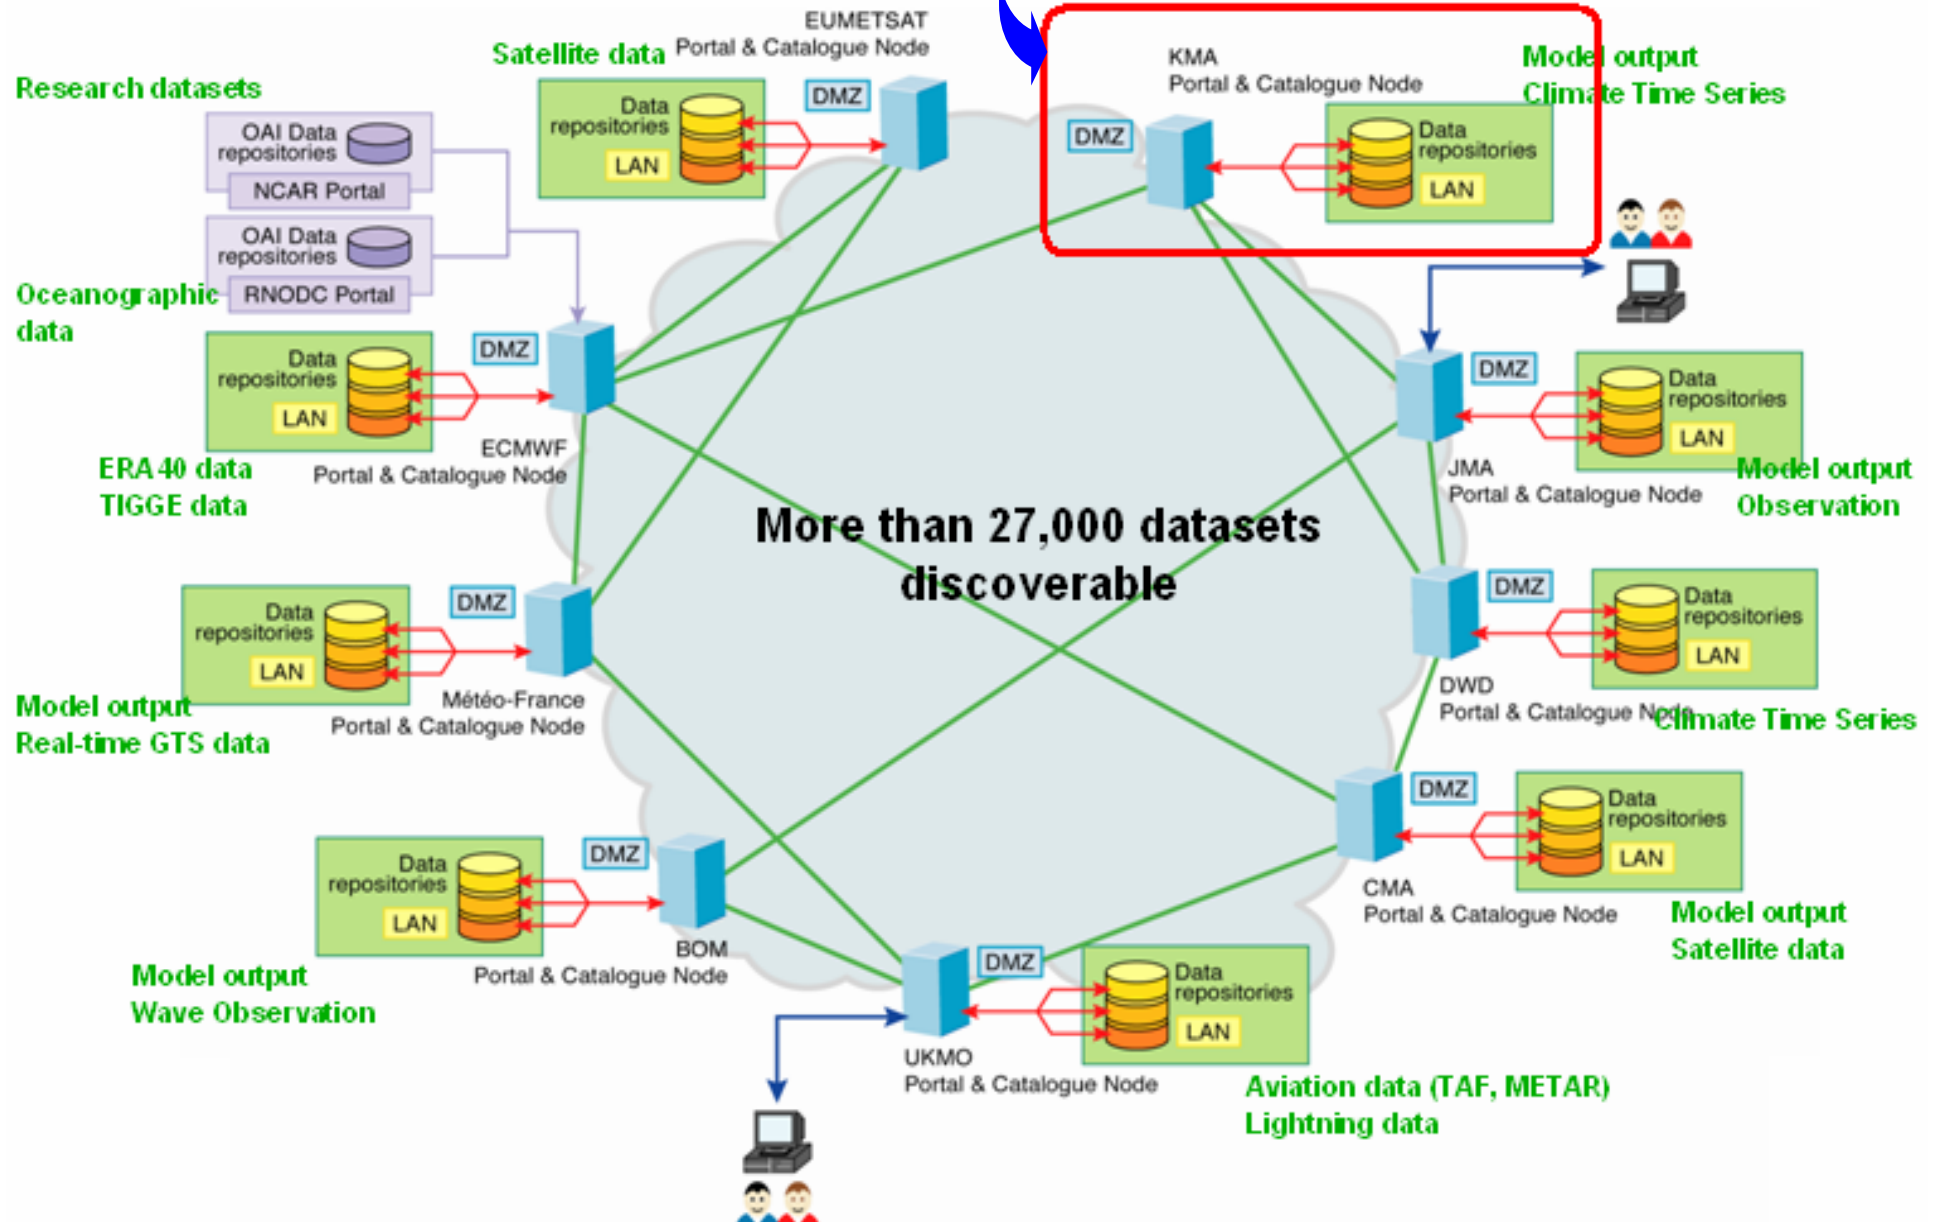 EUMETSAT
Portal & Catalogue Node
Satellite data
DMZ
Data
repositories
LAN
KMA
Portal & Catalogue Node
Model output
Climate Time Series
DMZ
Data
repositories
LAN
Research datasets
OAI Data
repositories
NCAR Portal
OAI Data
repositories
RNODC Portal
Oceanographic
data
DMZ
Data
repositories
LAN
ECMWF
Portal & Catalogue Node
ERA40 data
TIGGE data
DMZ
Data
repositories
LAN
JMA
Portal & Catalogue Node
Model output
Observation
More than 27,000 datasets
discoverable
DMZ
Data
repositories
LAN
Météo-France
Portal & Catalogue Node
Model output
Real-time GTS data
DMZ
Data
repositories
LAN
DWD
Portal & Catalogue Node
Climate Time Series
DMZ
Data
repositories
LAN
CMA
Portal & Catalogue Node
Model output
Satellite data
DMZ
Data
repositories
LAN
BOM
Portal & Catalogue Node
Model output
Wave Observation
DMZ
Data
repositories
LAN
UKMO
Portal & Catalogue Node
Aviation data (TAF, METAR)
Lightning data